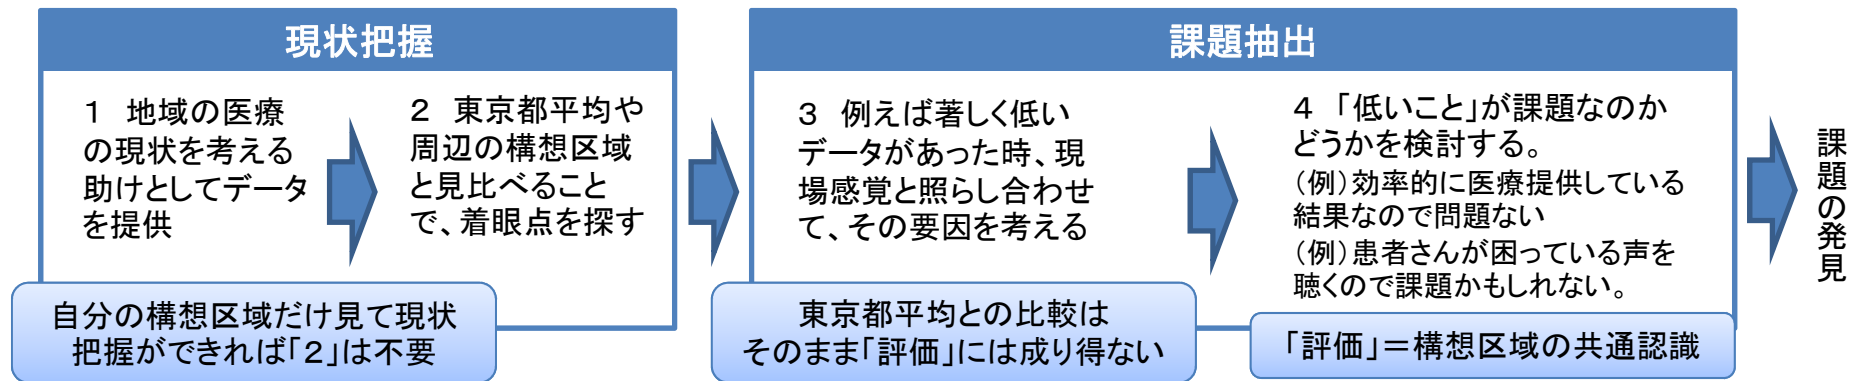 現状把握
1　地域の医療
の現状を考える
助けとしてデータ
を提供
2　東京都平均や
周辺の構想区域
と見比べること
で、着眼点を探す
自分の構想区域だけ見て現状
把握ができれば「2」は不要
課題抽出
3　例えば著しく低い
データがあった時、現
場感覚と照らし合わせ
て、その要因を考える
4　「低いこと」が課題なのか
どうかを検討する。
（例）効率的に医療提供している
結果なので問題ない
（例）患者さんが困っている声を
聴くので課題かもしれない。
東京都平均との比較は
そのまま「評価」には成り得ない
「評価」＝構想区域の共通認識
課題の発見